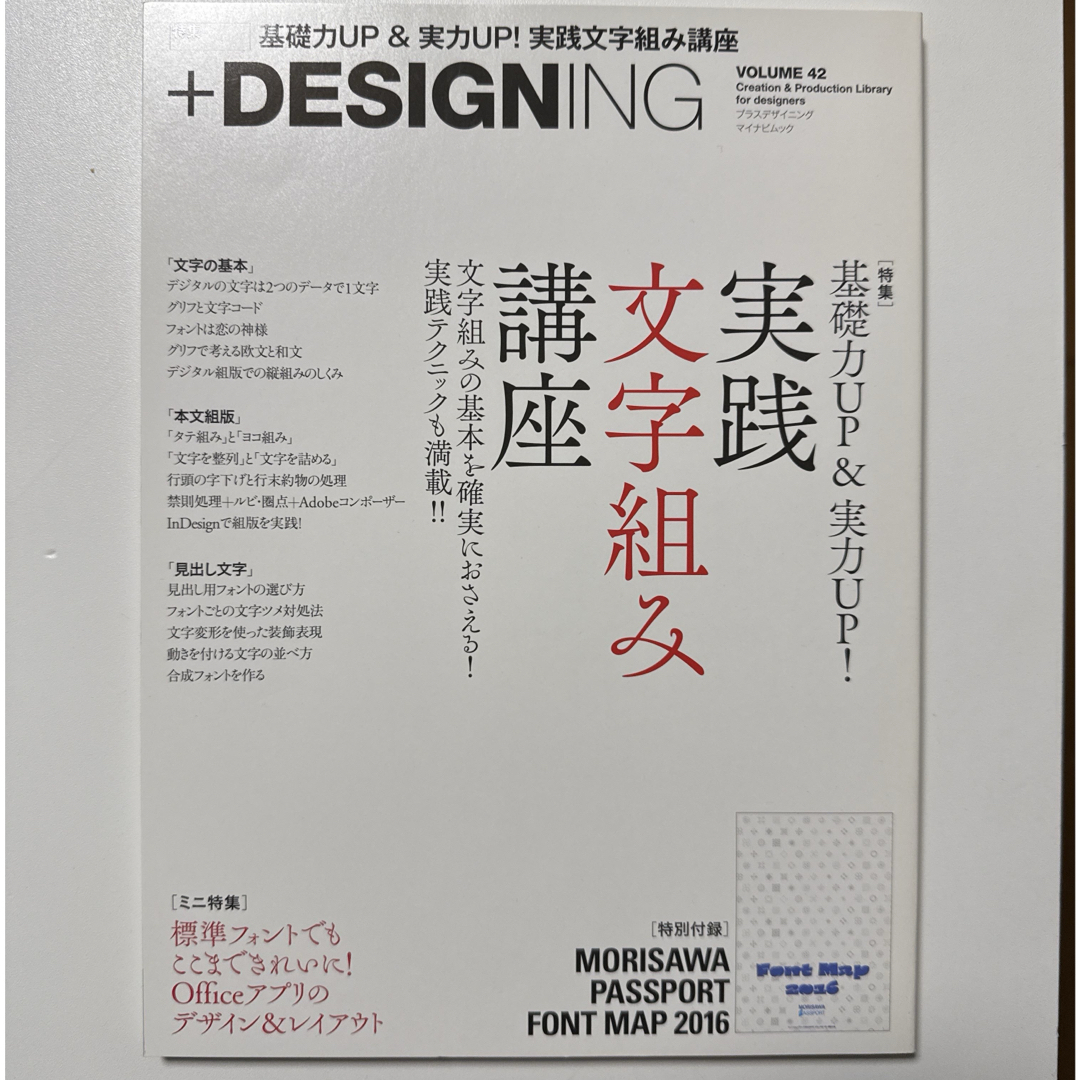 基礎力UP & 実力UP! 実践文字組み講座
+DESIGNING
VOLUME 42
Creation & Production Library
for designers
プラスデザイニング
マイナビムック
[特集]
基礎力UP & 実力UP!
実践
文字組み
講座
文字組みの基本を確実におさえる!
実践テクニックも満載!!
「文字の基本」
デジタルの文字は2つのデータで1文字
グリフと文字コード
フォントは恋の神様
グリフで考える欧文と和文
デジタル組版での縦組みのしくみ
「本文組版」
「タテ組み」と「ヨコ組み」
「文字を整列」と「文字を詰める」
行頭の字下げと行末約物の処理
禁則処理+ルビ・圏点+Adobeコンポーザー
InDesignで組版を実践!
「見出し文字」
見出し用フォントの選び方
フォントごとの文字ツメ対処法
文字変形を使った装飾表現
動きを付ける文字の並べ方
合成フォントを作る
[ミニ特集]
標準フォントでも
ここまできれいに!
Officeアプリの
デザイン&レイアウト
[特別付録]
MORISAWA
PASSPORT
FONT MAP 2016
Font Map
2016
MORISAWA
PASSPORT